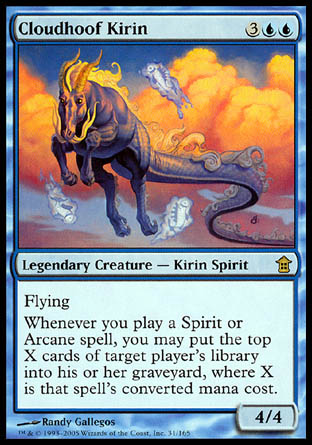 Cloudhoof Kirin 3
Legendary Creature — Kirin Spirit
Flying
Whenever you play a Spirit or
Arcane spell, you may put the top
X cards of target player's library
into his or her graveyard, where X
is that spell's converted mana cost.
Randy Gallegos
™ & © 1993–2005 Wizards of the Coast, Inc. 31/165
4/4